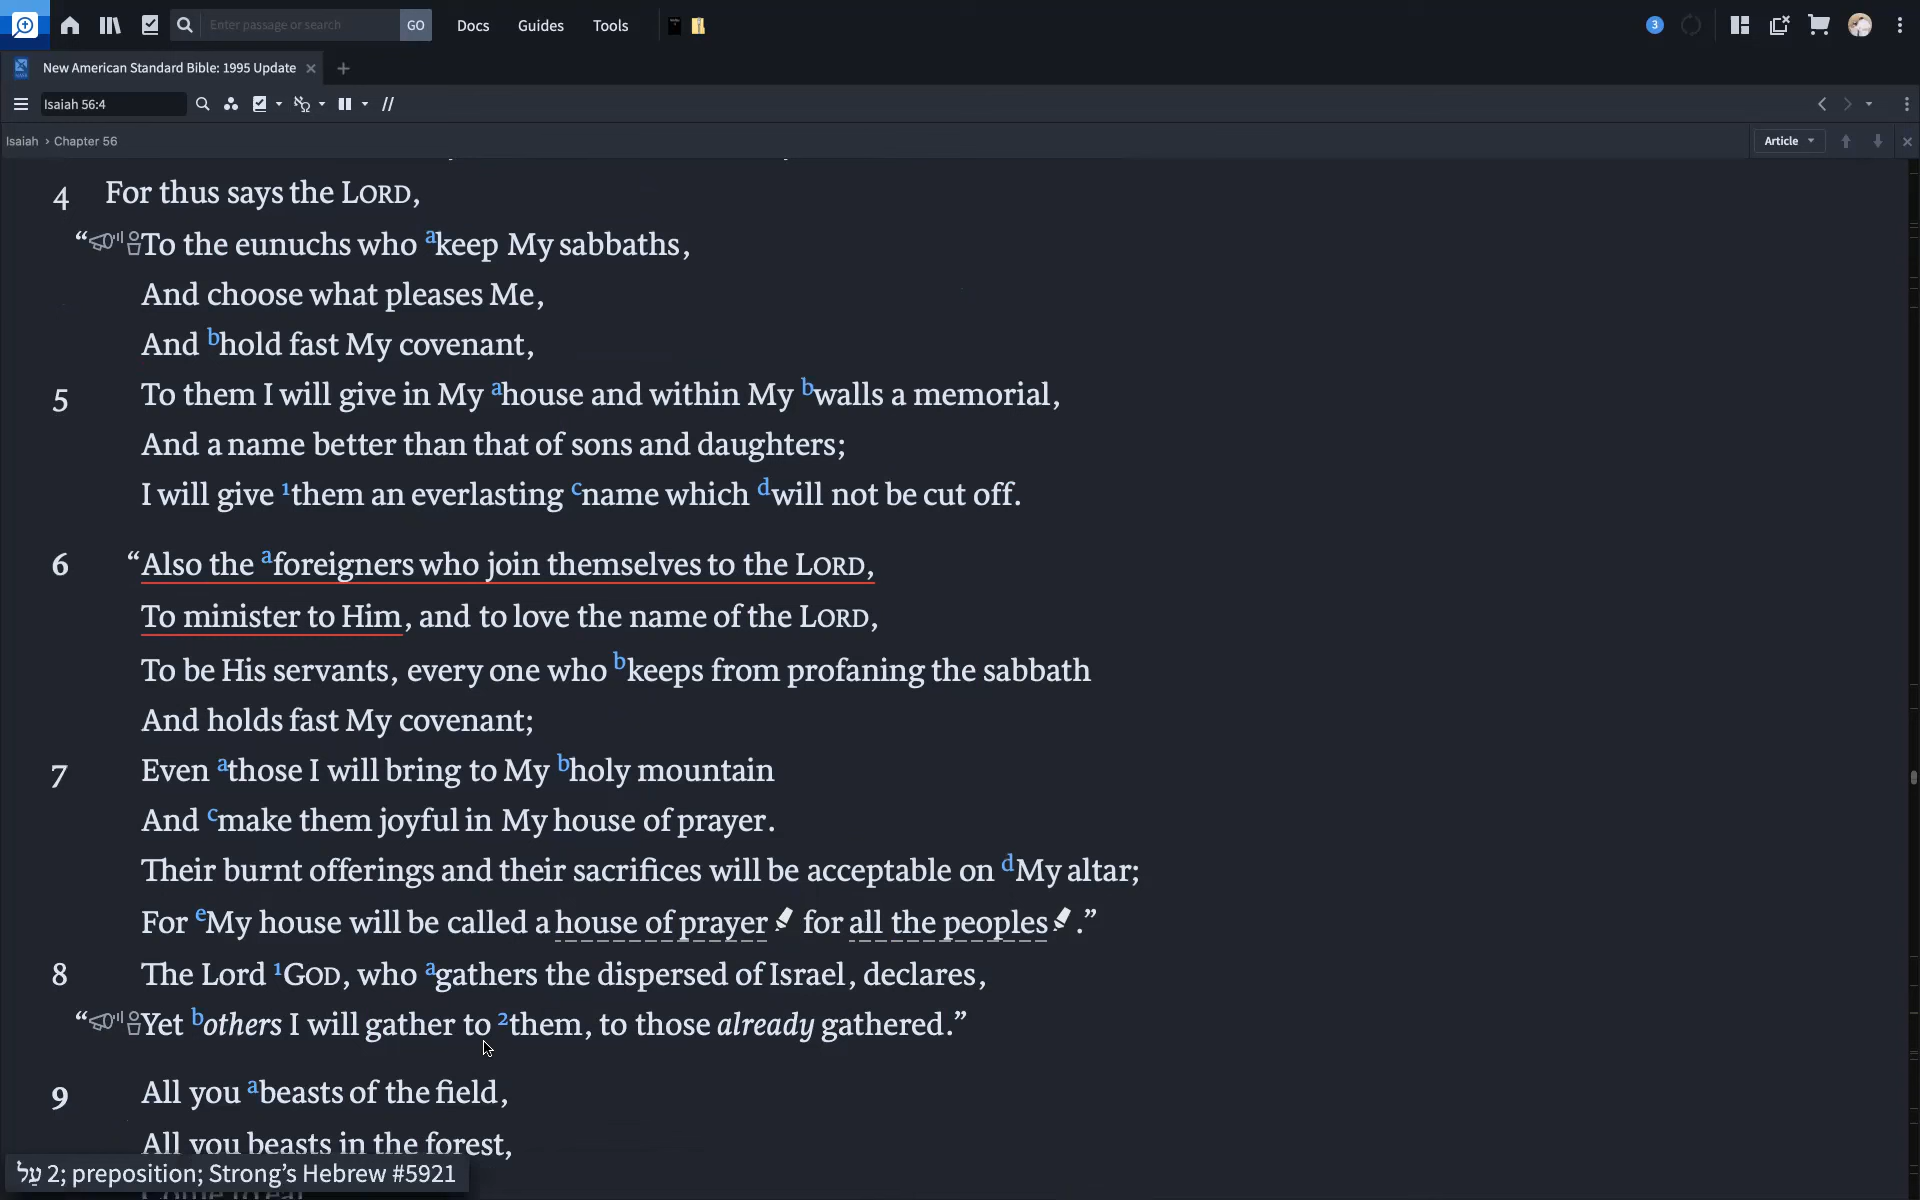 Enter passage or search
GO
Docs
Guides
Tools
3
New American Standard Bible: 1995 Update
Isaiah 56:4
Isaiah › Chapter 56
Article
4 For thus says the LORD,
“To the eunuchs who akeep My sabbaths,
And choose what pleases Me,
And bhold fast My covenant,
5 To them I will give in My ahouse and within My bwalls a memorial,
And a name better than that of sons and daughters;
I will give 1them an everlasting cname which dwill not be cut off.
6 “Also the aforeigners who join themselves to the LORD,
To minister to Him, and to love the name of the LORD,
To be His servants, every one who bkeeps from profaning the sabbath
And holds fast My covenant;
7 Even athose I will bring to My bholy mountain
And cmake them joyful in My house of prayer.
Their burnt offerings and their sacrifices will be acceptable on dMy altar;
For eMy house will be called a house of prayer for all the peoples.”
8 The Lord 1GOD, who agathers the dispersed of Israel, declares,
“Yet bothers I will gather to 2them, to those already gathered.”
9 All you abeasts of the field,
All you beasts in the forest,
עַל 2; preposition; Strong’s Hebrew #5921